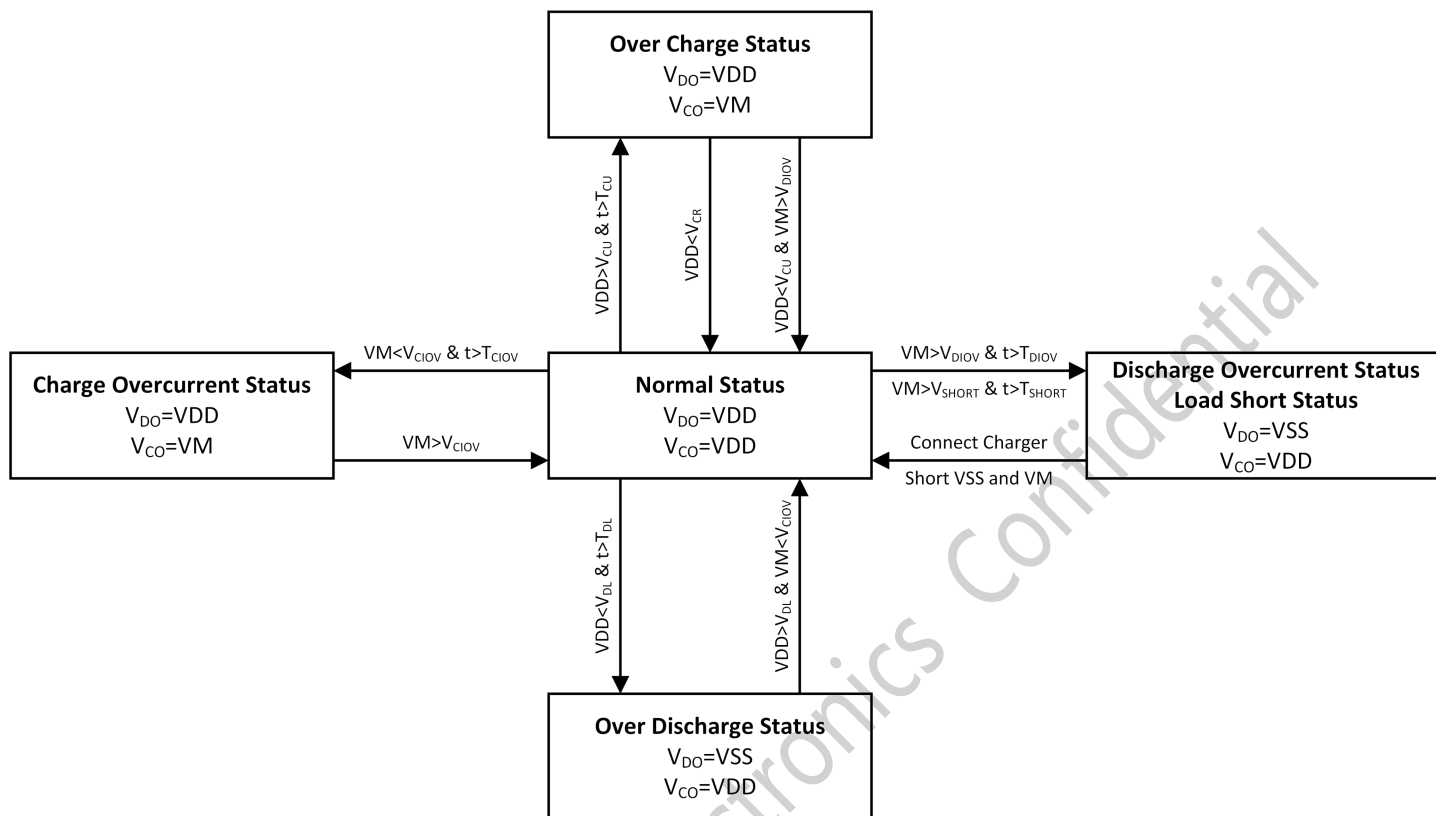 Over Charge Status
V_DO=VDD
V_CO=VM
VDD>V_CU & t>T_CU
VDD<V_CR
VDD<V_CU & VM>V_DIOV
Charge Overcurrent Status
V_DO=VDD
V_CO=VM
VM<V_CIOV & t>T_CIOV
VM>V_CIOV
Normal Status
V_DO=VDD
V_CO=VDD
VM>V_DIOV & t>T_DIOV
VM>V_SHORT & t>T_SHORT
Connect Charger
Short VSS and VM
Discharge Overcurrent Status
Load Short Status
V_DO=VSS
V_CO=VDD
VDD<V_DL & t>T_DL
VDD>V_DL & VM<V_CIOV
Over Discharge Status
V_DO=VSS
V_CO=VDD
Confidential